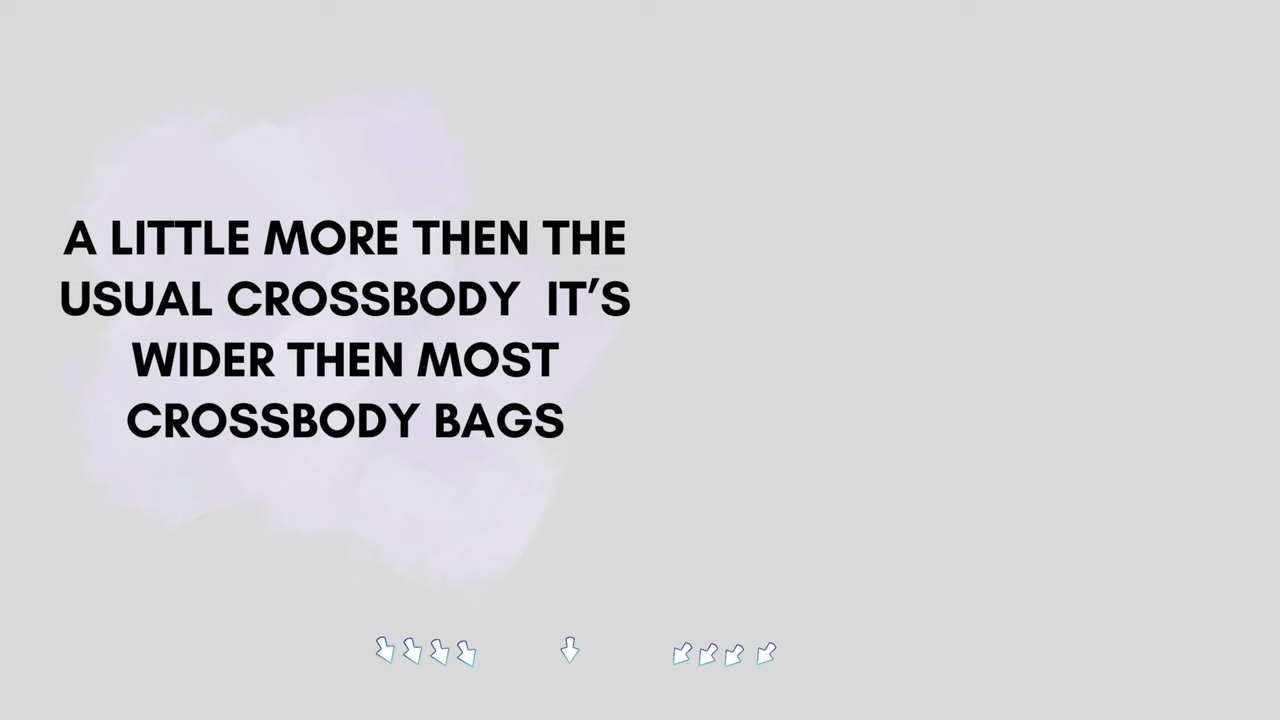 A LITTLE MORE THEN THE
USUAL CROSSBODY  IT’S
WIDER THEN MOST
CROSSBODY BAGS